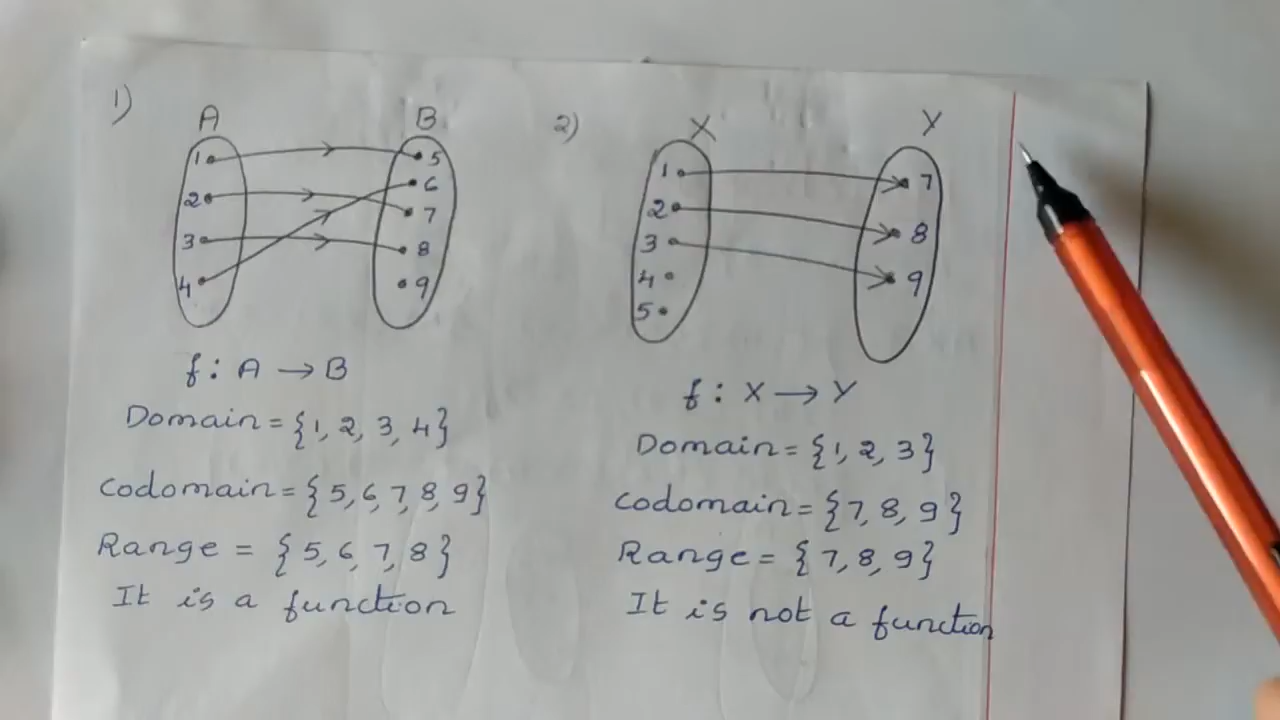 1)
A B
1 5
2 6
3 7
4 8
9
f : A → B
Domain = {1, 2, 3, 4}
Codomain = {5, 6, 7, 8, 9}
Range = {5, 6, 7, 8}
It is a function
2)
X Y
1 7
2 8
3 9
4
5
f : X → Y
Domain = {1, 2, 3}
Codomain = {7, 8, 9}
Range = {7, 8, 9}
It is not a function